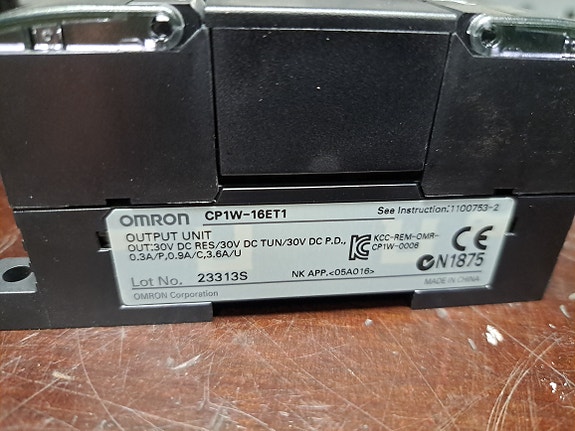 OMRON CP1W-16ET1 See Instruction:1100753-2
OUTPUT UNIT
OUT:30V DC RES/30V DC TUN/30V DC P.D.,
0.3A/P,0.9A/C,3.6A/U
KCC-REM-OMR-
CP1W-0006
CE
N1875
Lot No. 23313S NK APP.<05A016> MADE IN CHINA
OMRON Corporation